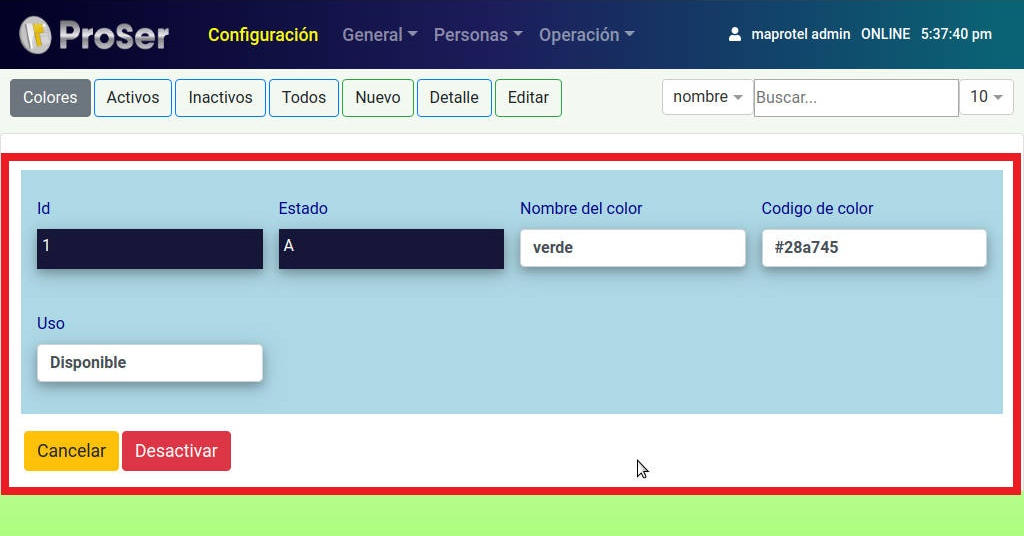 ProSer Configuración General Personas Operación maprotel admin ONLINE 5:37:40 pm
Colores Activos Inactivos Todos Nuevo Detalle Editar nombre Buscar... 10
Id Estado Nombre del color Codigo de color
1 A verde #28a745
Uso
Disponible
Cancelar Desactivar